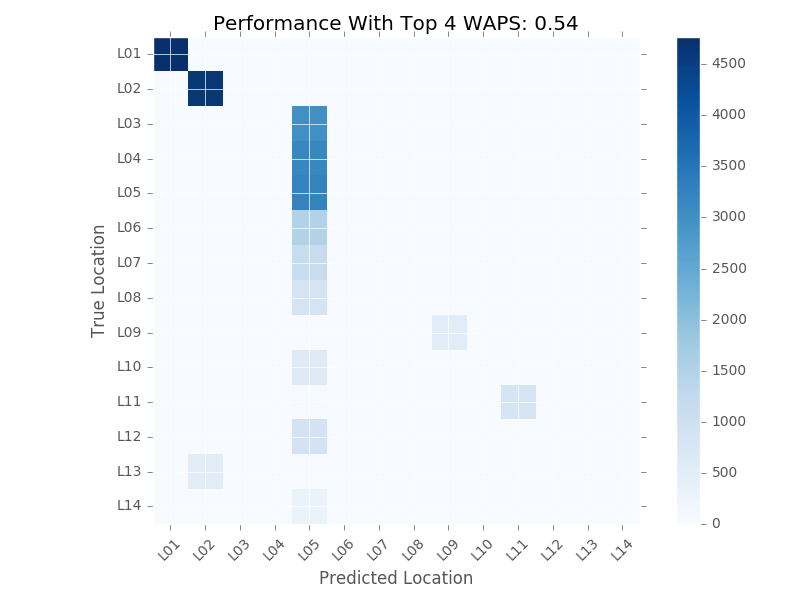 Performance With Top 4 WAPS: 0.54
True Location
L01
L02
L03
L04
L05
L06
L07
L08
L09
L10
L11
L12
L13
L14
L01 L02 L03 L04 L05 L06 L07 L08 L09 L10 L11 L12 L13 L14
Predicted Location
4500
4000
3500
3000
2500
2000
1500
1000
500
0